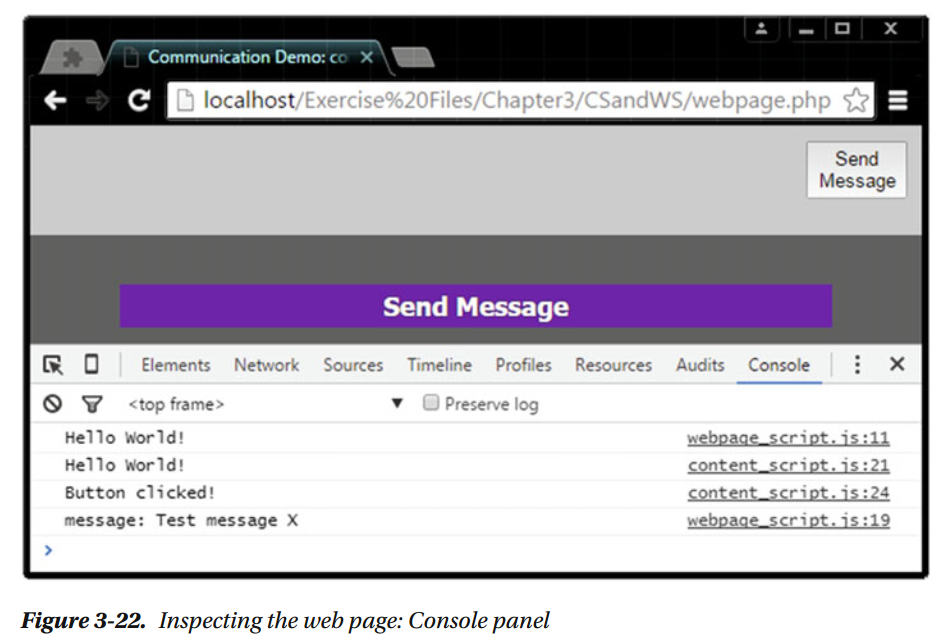 Communication Demo: co
localhost/Exercise%20Files/Chapter3/CSandWS/webpage.php
Send
Message
Send Message
Elements Network Sources Timeline Profiles Resources Audits Console
<top frame> Preserve log
Hello World! webpage_script.js:11
Hello World! content_script.js:21
Button clicked! content_script.js:24
message: Test message X webpage_script.js:19
Figure 3-22. Inspecting the web page: Console panel